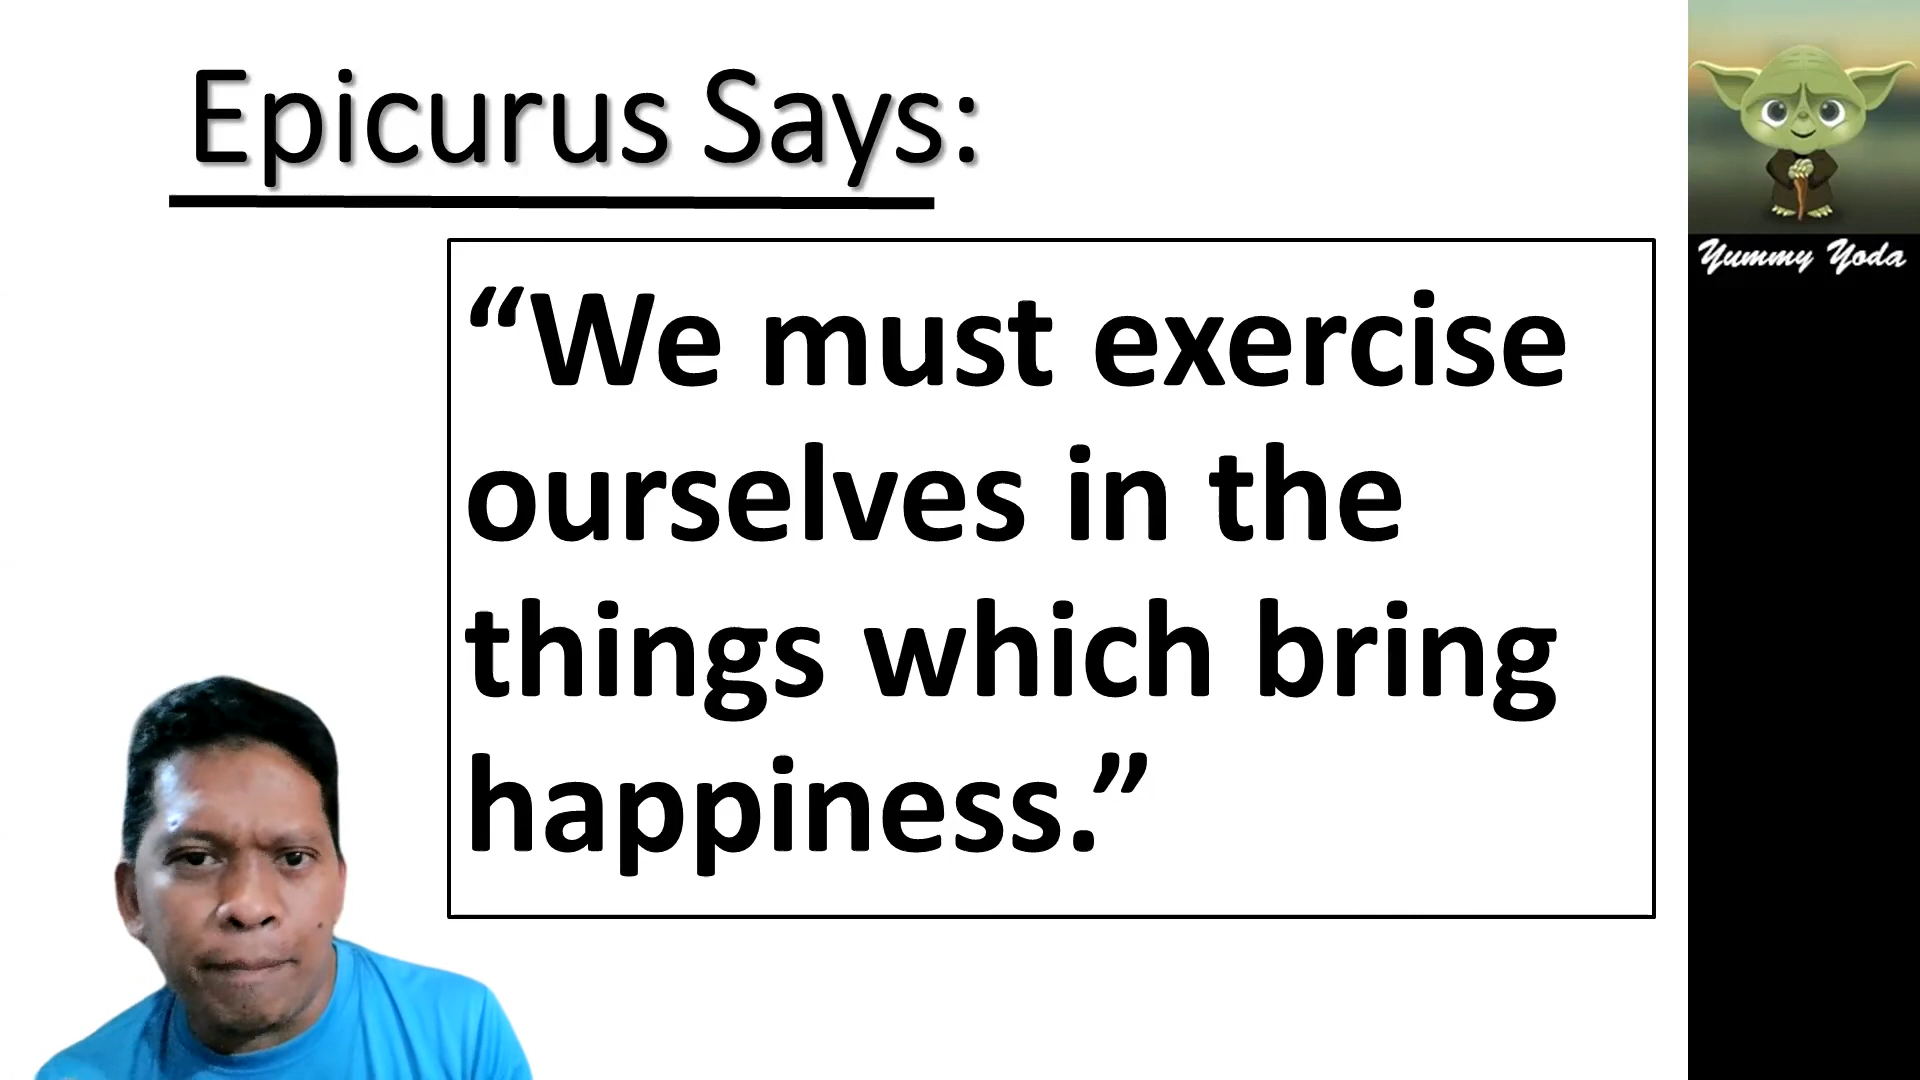 Epicurus Says:
“We must exercise
ourselves in the
things which bring
happiness.”
Yummy Yoda